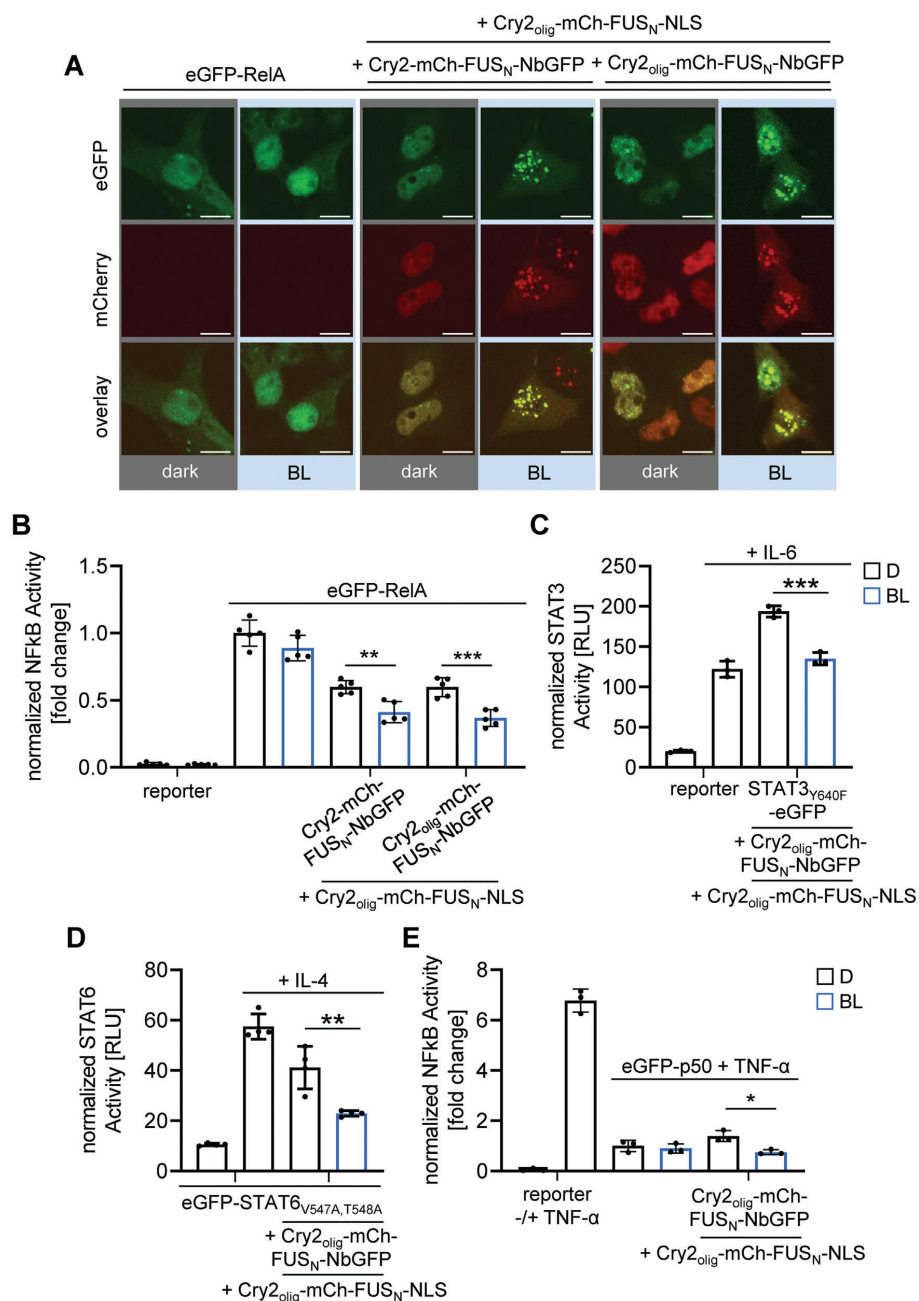 + Cry2olig-mCh-FUSN-NLS
A
eGFP-RelA
+ Cry2-mCh-FUSN-NbGFP
+ Cry2olig-mCh-FUSN-NbGFP
eGFP
mCherry
overlay
dark
BL
dark
BL
dark
BL
B
normalized NFkB Activity
[fold change]
1.5
1.0
0.5
0.0
eGFP-RelA
**
***
reporter
Cry2-mCh-
FUSN-NbGFP
Cry2olig-mCh-
FUSN-NbGFP
+ Cry2olig-mCh-FUSN-NLS
C
normalized STAT3
Activity [RLU]
250
200
150
100
50
0
+ IL-6
***
D
BL
reporter
STAT3Y640F
-eGFP
+ Cry2olig-mCh-
FUSN-NbGFP
+ Cry2olig-mCh-FUSN-NLS
D
normalized STAT6
Activity [RLU]
80
60
40
20
0
+ IL-4
**
eGFP-STAT6V547A,T548A
+ Cry2olig-mCh-
FUSN-NbGFP
+ Cry2olig-mCh-FUSN-NLS
E
normalized NFkB Activity
[fold change]
8
6
4
2
0
eGFP-p50 + TNF-α
*
D
BL
reporter
-/+ TNF-α
Cry2olig-mCh-
FUSN-NbGFP
+ Cry2olig-mCh-FUSN-NLS